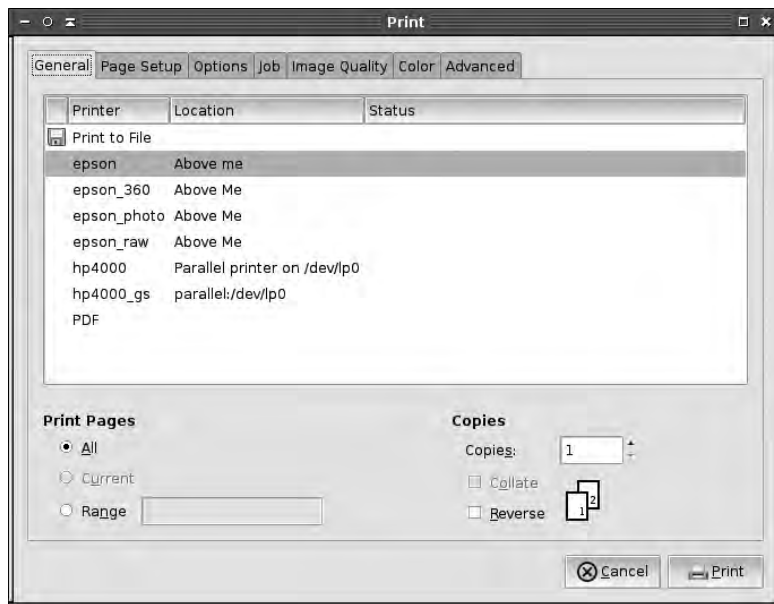 Print
General Page Setup Options Job Image Quality Color Advanced
Printer Location Status
Print to File
epson Above me
epson_360 Above Me
epson_photo Above Me
epson_raw Above Me
hp4000 Parallel printer on /dev/lp0
hp4000_gs parallel:/dev/lp0
PDF
Print Pages Copies
All Copies: 1
Current Collate
Range Reverse 1 2
Cancel Print